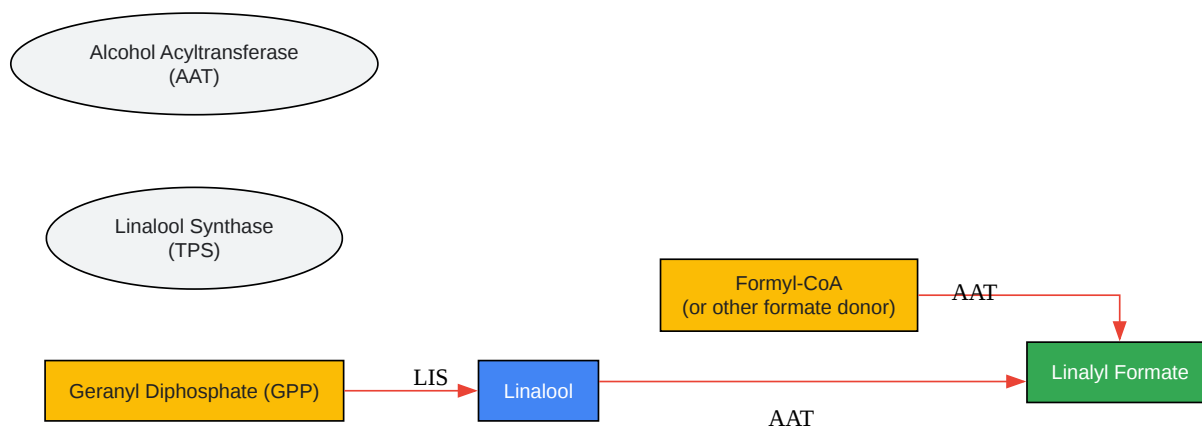 Alcohol Acyltransferase
(AAT)
Linalool Synthase
(TPS)
Formyl-CoA
(or other formate donor)
AAT
Geranyl Diphosphate (GPP)
LIS
Linalool
AAT
Linalyl Formate